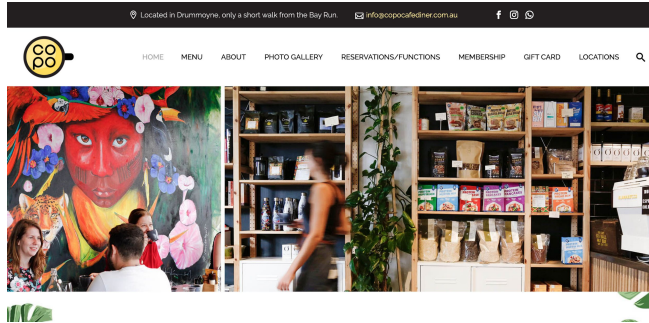 Located in Drummoyne, only a short walk from the Bay Run.
info@copocafediner.com.au
co
po
HOME
MENU
ABOUT
PHOTO GALLERY
RESERVATIONS/FUNCTIONS
MEMBERSHIP
GIFT CARD
LOCATIONS